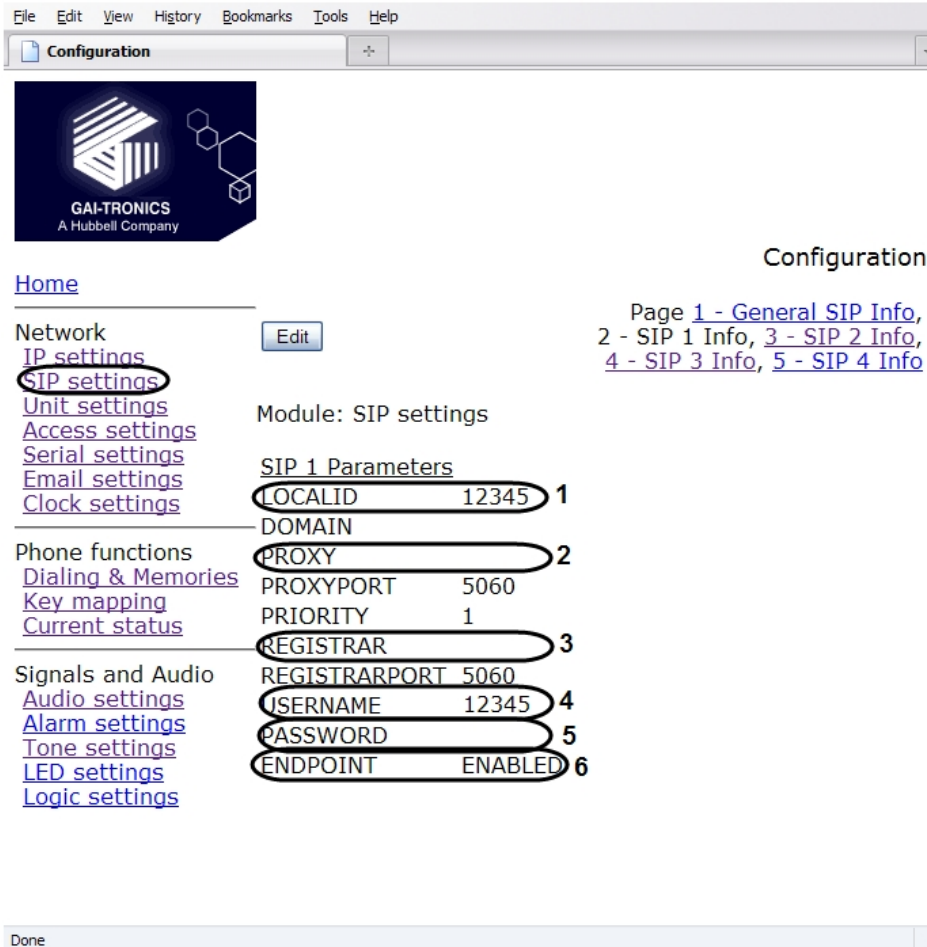 File Edit View History Bookmarks Tools Help
Configuration
GAI-TRONICS
A Hubbell Company
Configuration
Home
Network
IP settings
SIP settings
Unit settings
Access settings
Serial settings
Email settings
Clock settings
Phone functions
Dialing & Memories
Key mapping
Current status
Signals and Audio
Audio settings
Alarm settings
Tone settings
LED settings
Logic settings
Edit
Page 1 - General SIP Info,
2 - SIP 1 Info, 3 - SIP 2 Info,
4 - SIP 3 Info, 5 - SIP 4 Info
Module: SIP settings
SIP 1 Parameters
LOCALID 12345 1
DOMAIN
PROXY 2
PROXYPORT 5060
PRIORITY 1
REGISTRAR 3
REGISTRARPORT 5060
USERNAME 12345 4
PASSWORD 5
ENDPOINT ENABLED 6
Done